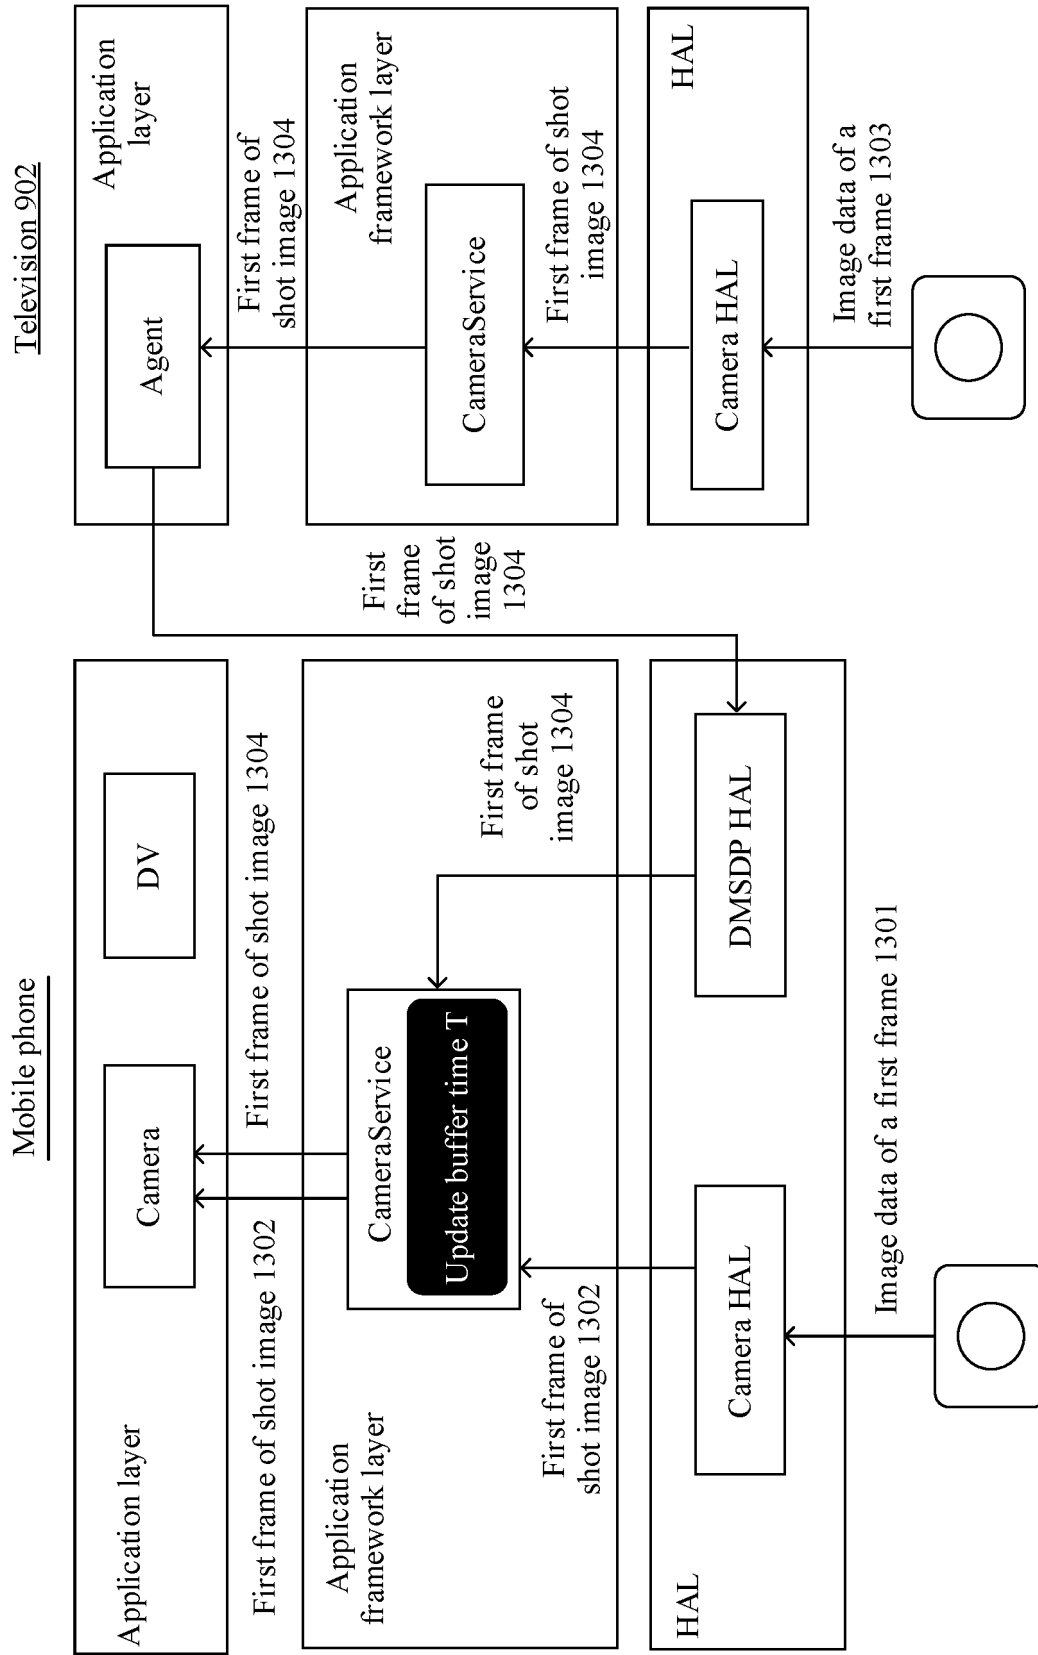 Mobile phone
Television 902
Application layer
Camera
DV
Application
layer
Agent
First frame of shot image 1302
First frame of shot image 1304
First frame of
shot image 1304
Application
framework layer
CameraService
Update buffer time T
First frame
of shot
image 1304
First
frame
of shot
image
1304
Application
framework layer
CameraService
First frame of
shot image 1302
First frame of shot
image 1304
HAL
Camera HAL
DMSDP HAL
HAL
Camera HAL
Image data of a first frame 1301
Image data of a
first frame 1303